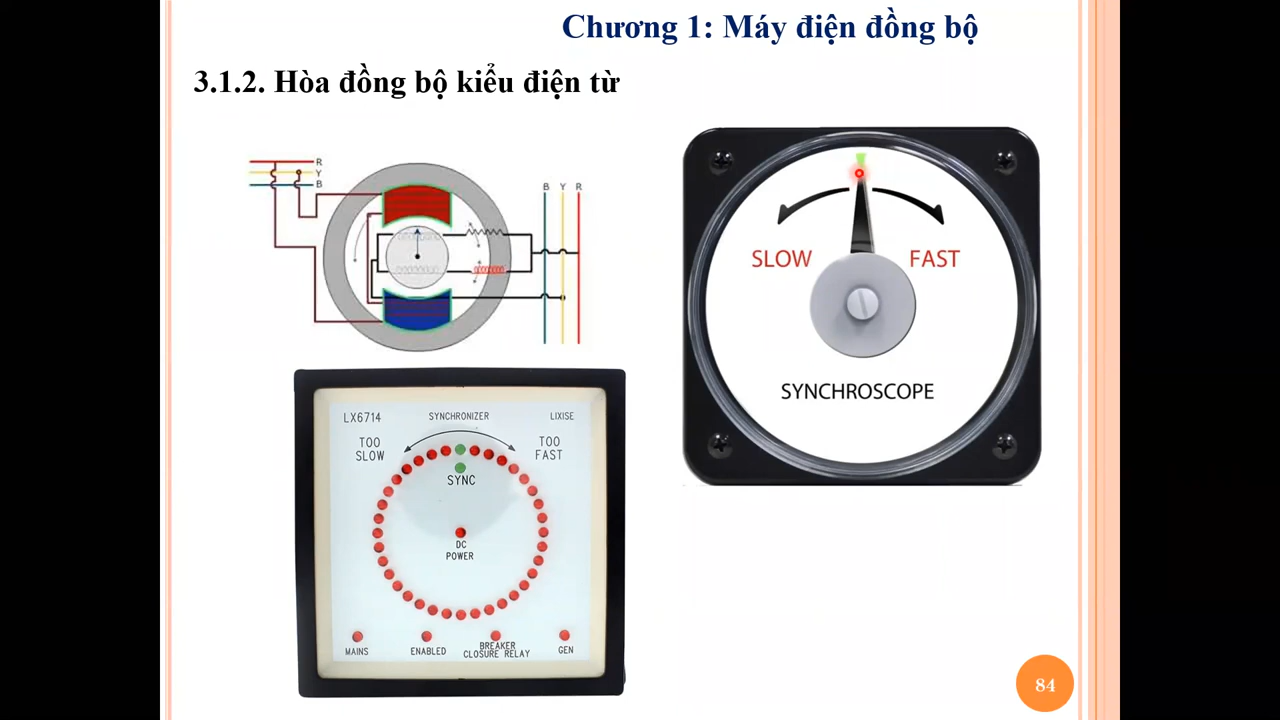 Chương 1: Máy điện đồng bộ
3.1.2. Hòa đồng bộ kiểu điện từ
R
Y
B
B Y R
SLOW FAST
SYNCHROSCOPE
LX6714 SYNCHRONIZER LIXISE
TOO
SLOW
TOO
FAST
SYNC
DC
POWER
MAINS
ENABLED
BREAKER
CLOSURE RELAY
GEN
84